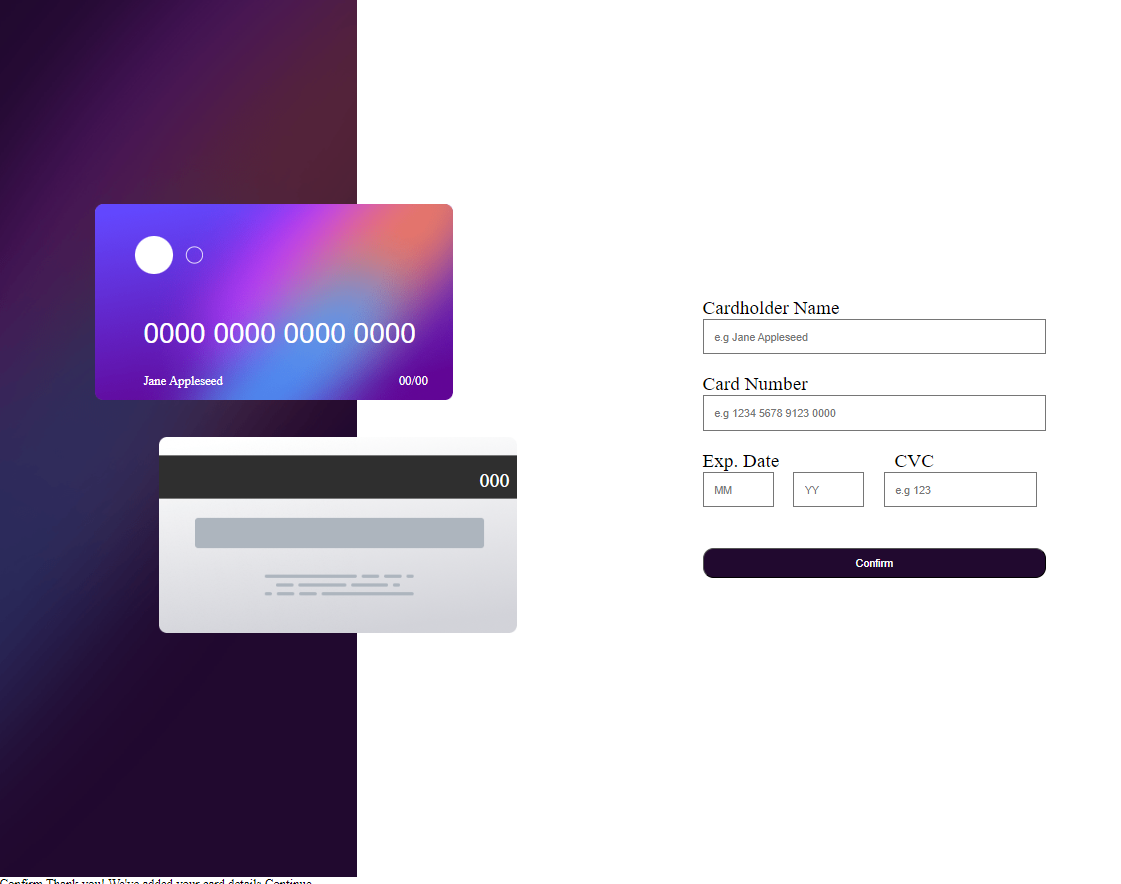 0000 0000 0000 0000
Jane Appleseed 00/00
000
Cardholder Name
e.g Jane Appleseed
Card Number
e.g 1234 5678 9123 0000
Exp. Date CVC
MM YY e.g 123
Confirm
Confirm Thank you! We've added your card details Continue